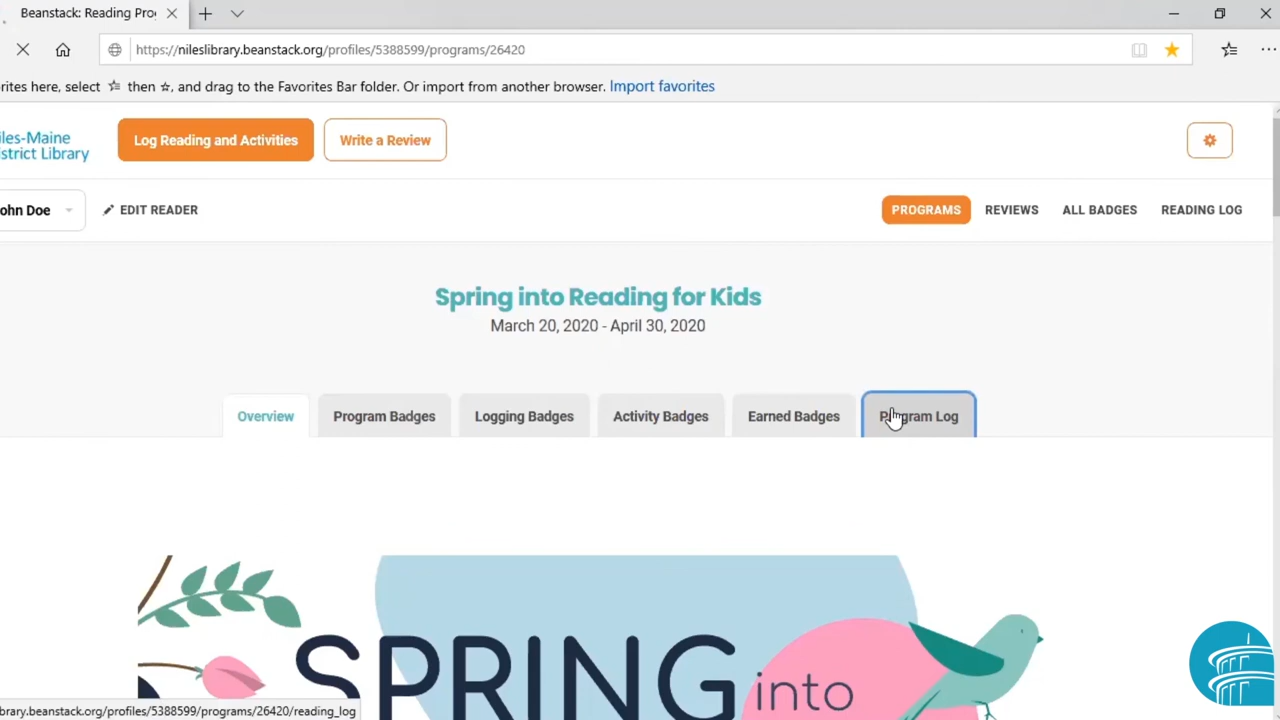 Beanstack: Reading Pro
https://nileslibrary.beanstack.org/profiles/5388599/programs/26420
rites here, select then , and drag to the Favorites Bar folder. Or import from another browser. Import favorites
iles-Maine
istrict Library
Log Reading and Activities
Write a Review
ohn Doe
EDIT READER
PROGRAMS
REVIEWS
ALL BADGES
READING LOG
Spring into Reading for Kids
March 20, 2020 - April 30, 2020
Overview
Program Badges
Logging Badges
Activity Badges
Earned Badges
Program Log
SPRING into
brary.beanstack.org/profiles/5388599/programs/26420/reading_log